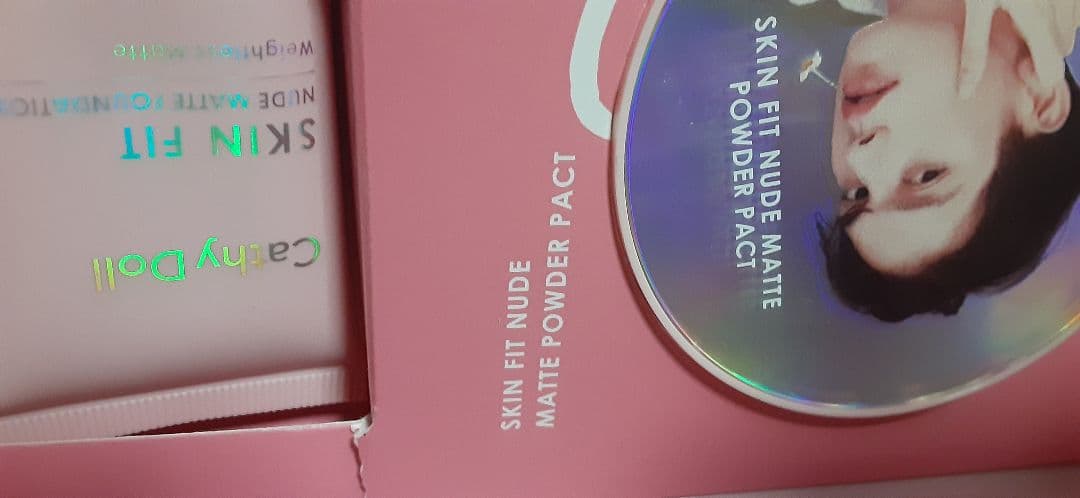 Cathy Doll
SKIN FIT
NUDE MATTE FOUNDATIO
Weightless Matte
SKIN FIT NUDE
MATTE POWDER PACT
SKIN FIT NUDE MATTE
POWDER PACT